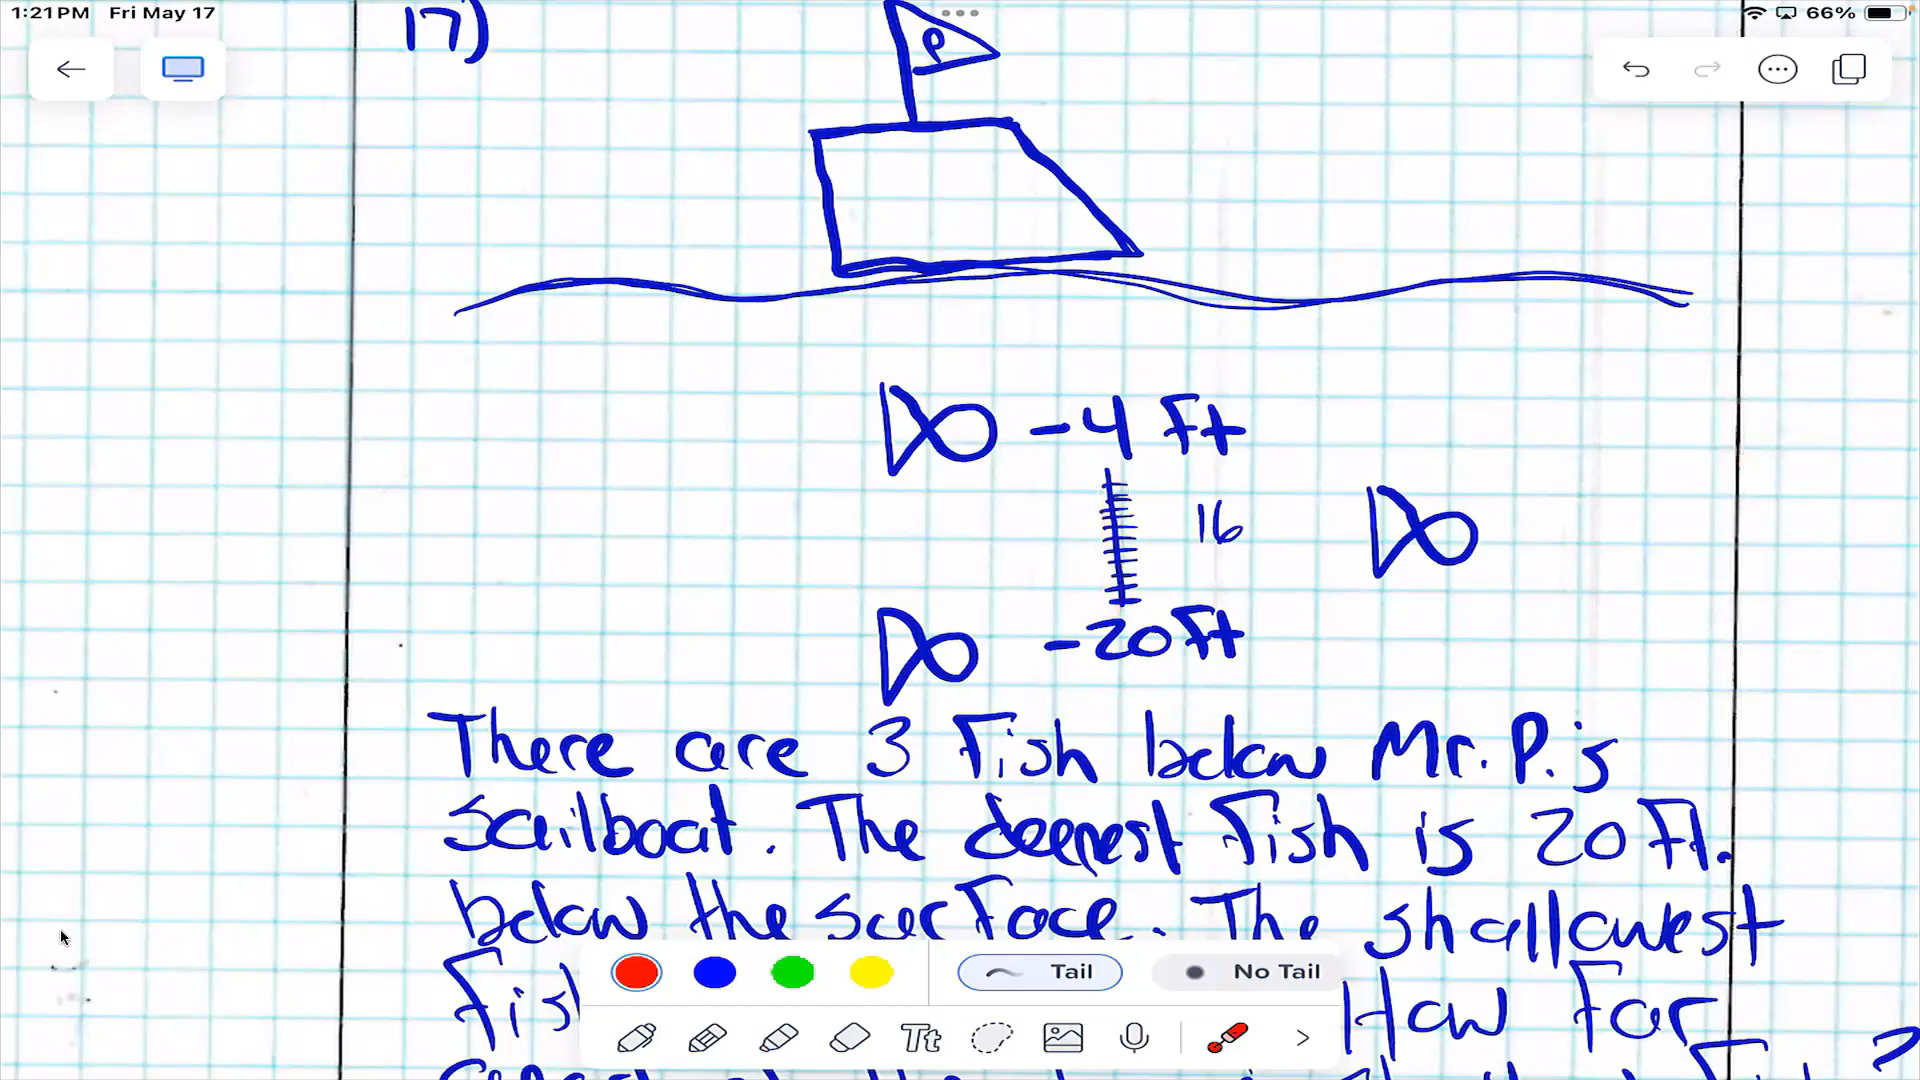 1:21 PM Fri May 17
66%
17)
P
-4 ft
16
-20 ft
There are 3 fish below Mr. P.'s
sailboat. The deepest fish is 20 ft.
below the surface. The shallowest
How far
Tail
No Tail
Tt
?